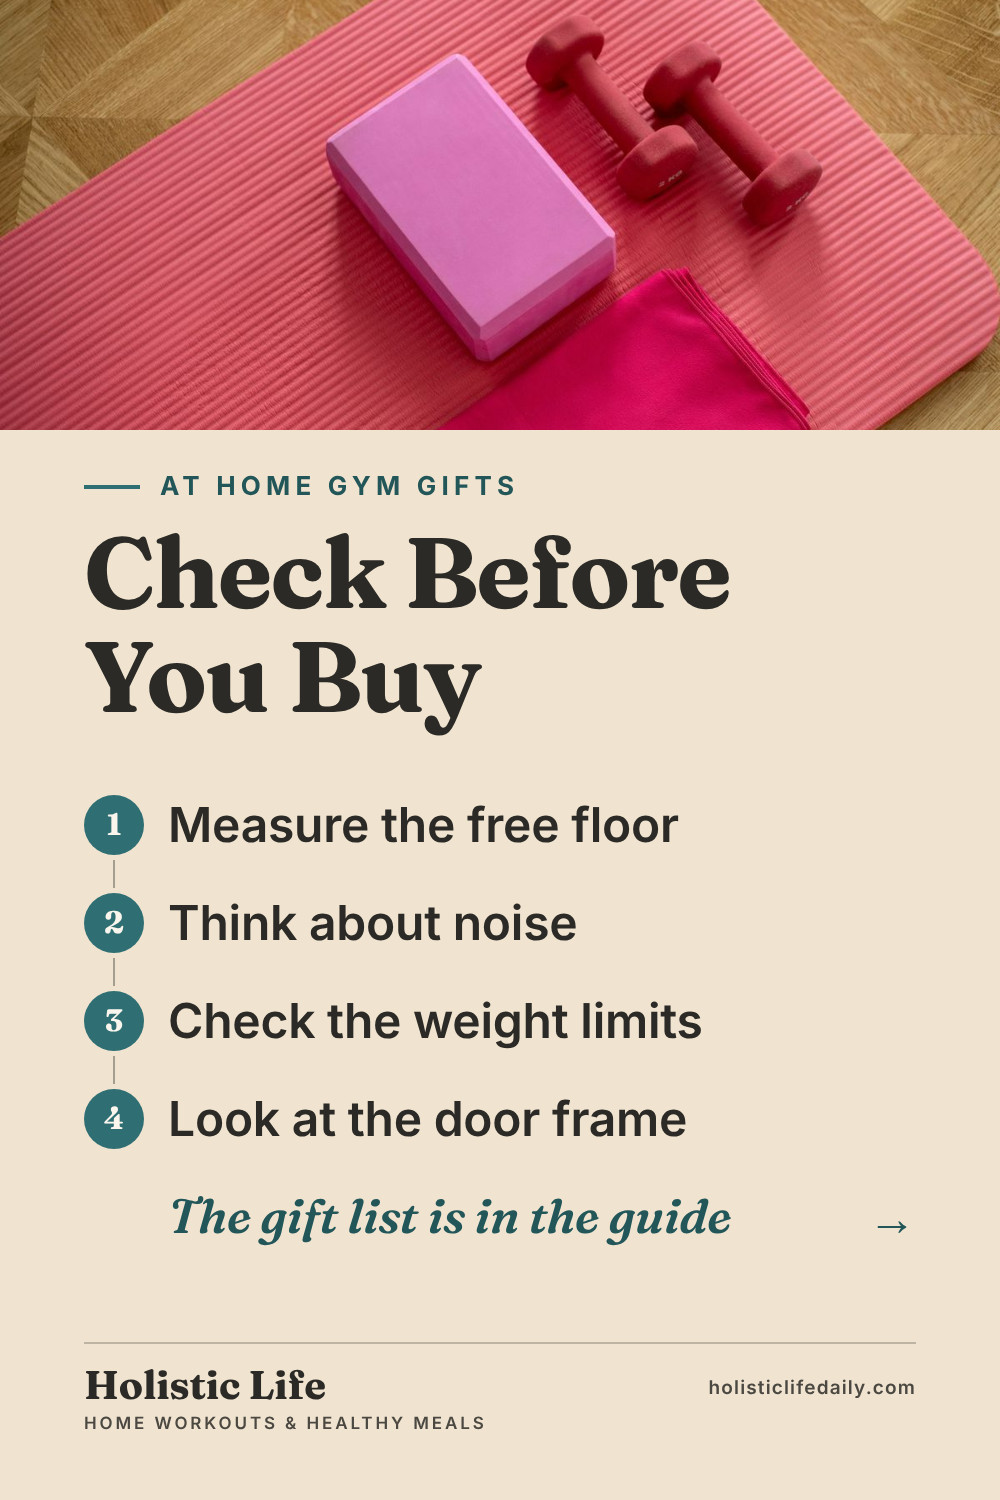 AT HOME GYM GIFTS
Check Before
You Buy
1 Measure the free floor
2 Think about noise
3 Check the weight limits
4 Look at the door frame
The gift list is in the guide →
Holistic Life
HOME WORKOUTS & HEALTHY MEALS
holisticlifedaily.com